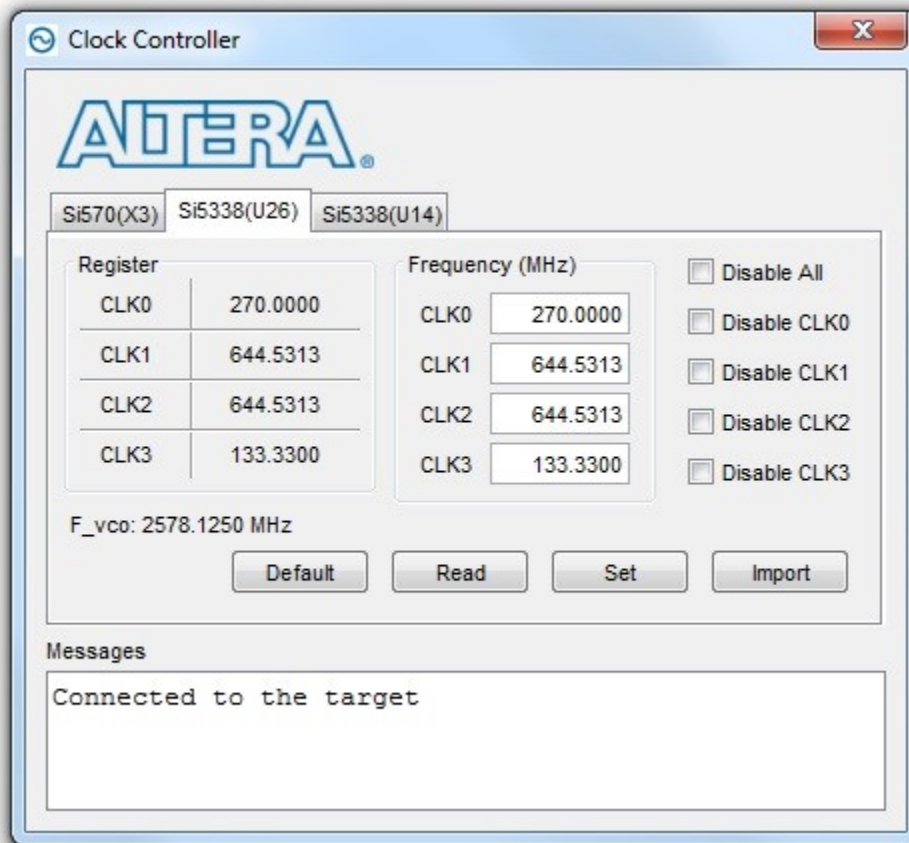 Clock Controller
ALTERA®
Si570(X3) Si5338(U26) Si5338(U14)
Register
CLK0 270.0000
CLK1 644.5313
CLK2 644.5313
CLK3 133.3300
Frequency (MHz)
CLK0 270.0000
CLK1 644.5313
CLK2 644.5313
CLK3 133.3300
Disable All
Disable CLK0
Disable CLK1
Disable CLK2
Disable CLK3
F_vco: 2578.1250 MHz
Default Read Set Import
Messages
Connected to the target